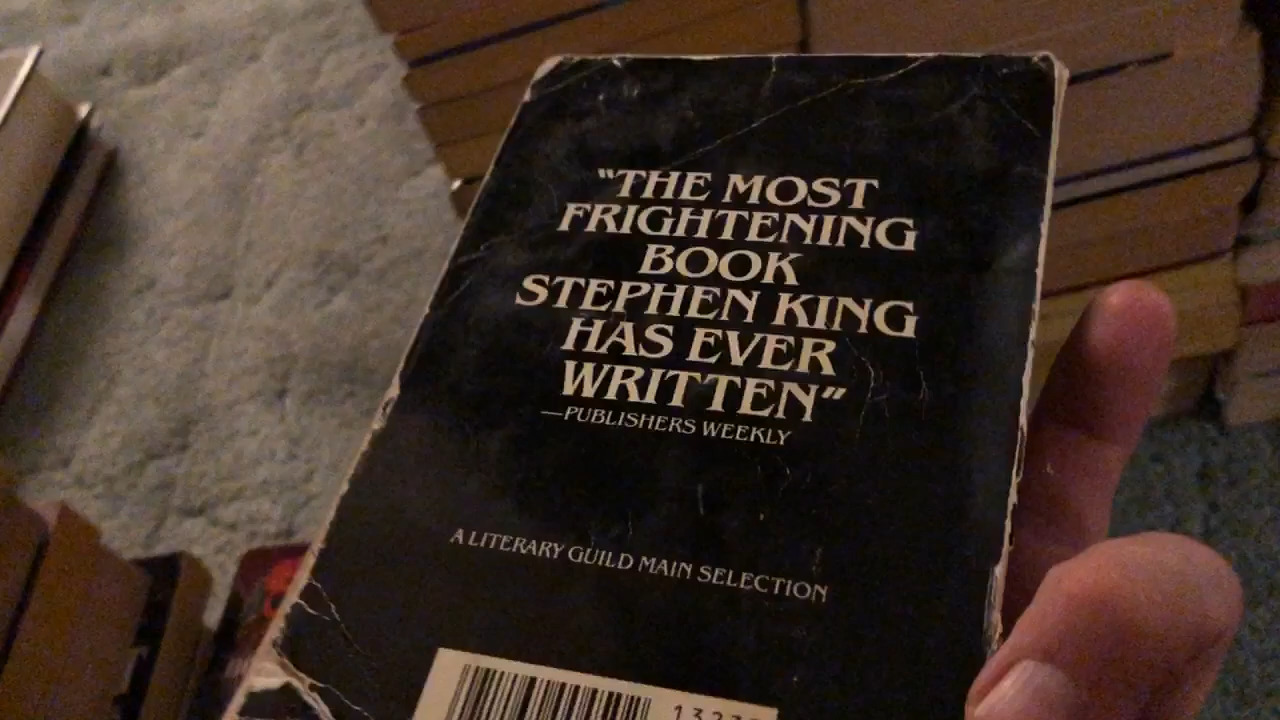 "THE MOST
FRIGHTENING
BOOK
STEPHEN KING
HAS EVER
WRITTEN"
—PUBLISHERS WEEKLY
A LITERARY GUILD MAIN SELECTION